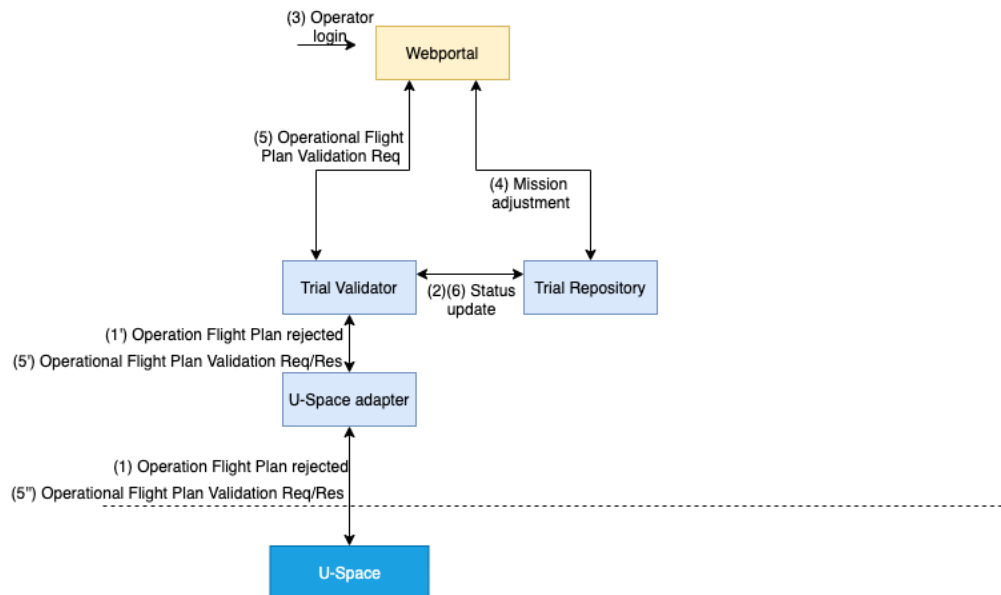 (3) Operator
login
Webportal
(5) Operational Flight
Plan Validation Req
(4) Mission
adjustment
Trial Validator
(2)(6) Status
update
Trial Repository
(1') Operation Flight Plan rejected
(5') Operational Flight Plan Validation Req/Res
U-Space adapter
(1) Operation Flight Plan rejected
(5'') Operational Flight Plan Validation Req/Res
U-Space